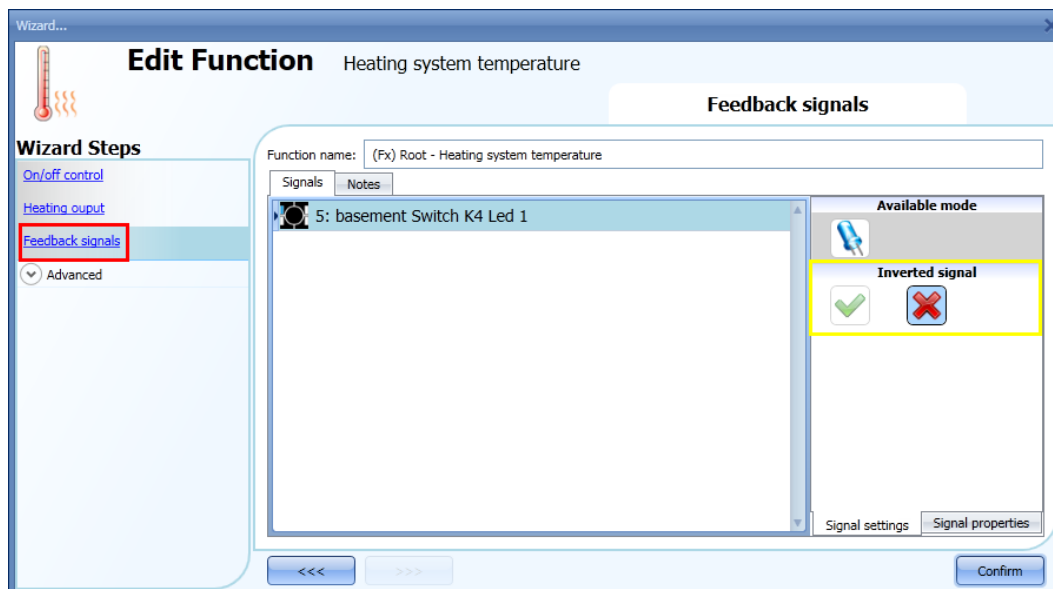 Wizard...
Edit Function Heating system temperature
Feedback signals
Wizard Steps
On/off control
Heating ouput
Feedback signals
Advanced
Function name: (Fx) Root - Heating system temperature
Signals Notes
5: basement Switch K4 Led 1
Available mode
Inverted signal
Signal settings Signal properties
<<< >>> Confirm